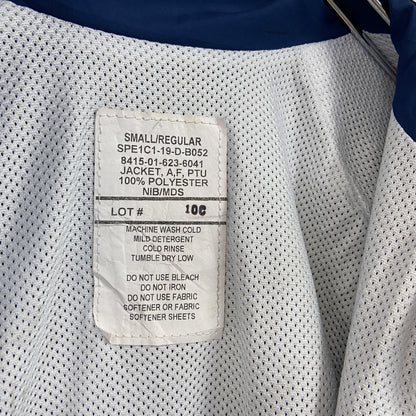 SMALL/REGULAR
SPE1C1-19-D-B052
8415-01-623-6041
JACKET, A,F, PTU
100% POLYESTER
NIB/MDS
LOT # 10C
MACHINE WASH COLD
MILD DETERGENT
COLD RINSE
TUMBLE DRY LOW
DO NOT USE BLEACH
DO NOT IRON
DO NOT USE FABRIC
SOFTENER OR FABRIC
SOFTENER SHEETS